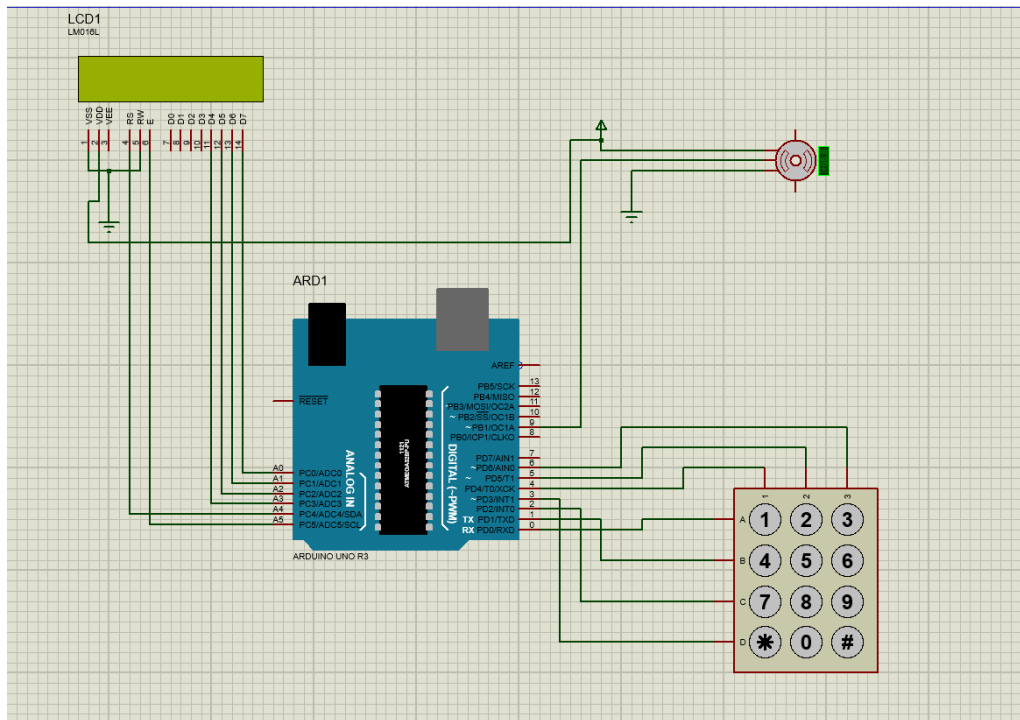 LCD1
LM016L
VSS
VDD
VEE
RS
RW
E
D0
D1
D2
D3
D4
D5
D6
D7
1
2
3
4
5
6
7
8
9
10
11
12
13
14
ARD1
RESET
AREF
PB5/SCK 13
PB4/MISO 12
~PB3/MOSI/OC2A 11
~ PB2/SS/OC1B 10
~ PB1/OC1A 9
PB0/ICP1/CLKO 8
PD7/AIN1 7
~ PD6/AIN0 6
~ PD5/T1 5
PD4/T0/XCK 4
~ PD3/INT1 3
PD2/INT0 2
TX PD1/TXD 1
RX PD0/RXD 0
A0 PC0/ADC0
A1 PC1/ADC1
A2 PC2/ADC2
A3 PC3/ADC3
A4 PC4/ADC4/SDA
A5 PC5/ADC5/SCL
ANALOG IN
1121
ATMEGA328P-PU
DIGITAL (~PWM)
ARDUINO UNO R3
1 2 3
A 1 2 3
B 4 5 6
C 7 8 9
D * 0 #